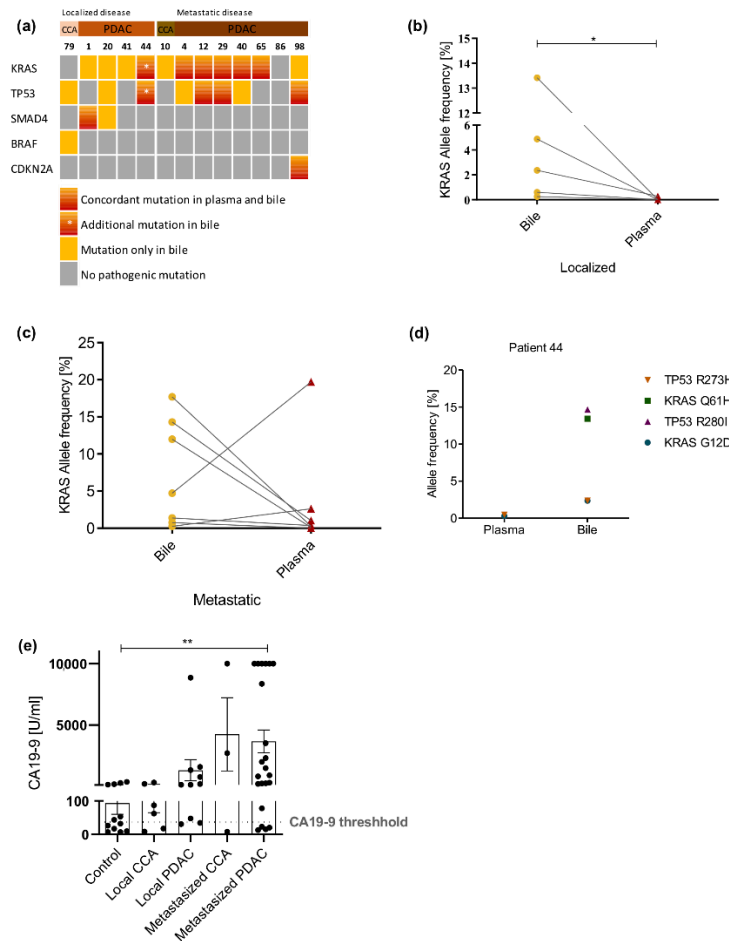 (a)
Localized disease Metastatic disease
CCA PDAC CCA PDAC
79 1 20 41 44 10 4 12 29 40 65 86 98
KRAS *
TP53 *
SMAD4
BRAF
CDKN2A
Concordant mutation in plasma and bile
* Additional mutation in bile
Mutation only in bile
No pathogenic mutation
(b)
*
KRAS Allele frequency [%]
15
14
13
12
6
4
2
0
Bile Plasma
Localized
(c)
KRAS Allele frequency [%]
25
20
15
10
5
0
Bile Plasma
Metastatic
(d)
Patient 44
Allele frequency [%]
20
15
10
5
0
Plasma Bile
TP53 R273H
KRAS Q61H
TP53 R280I
KRAS G12D
(e)
**
CA19-9 [U/ml]
10000
5000
100
0
CA19-9 threshhold
Control Local CCA Local PDAC Metastasized CCA Metastasized PDAC